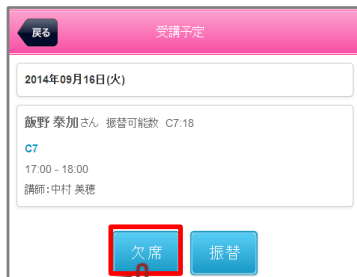 戻る 受講予定
2014年09月16日(火)
飯野 泰加さん 振替可能数 C7:18
C7
17:00 - 18:00
講師:中村 美穂
欠席 振替